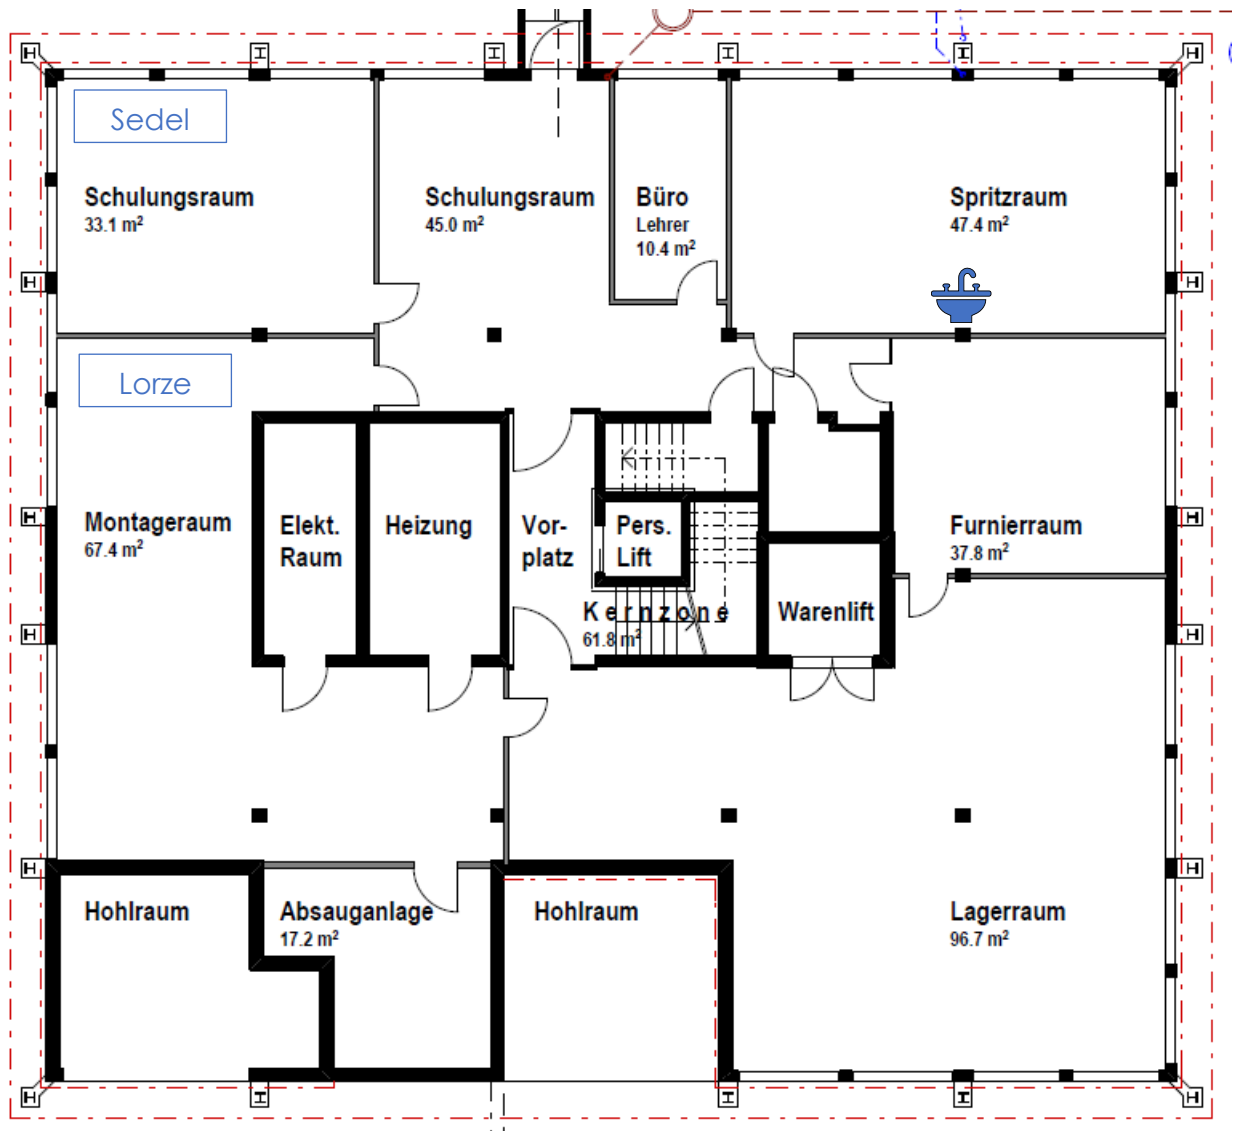 Sedel
Schulungsraum
33.1 m²
Schulungsraum
45.0 m²
Büro
Lehrer
10.4 m²
Spritzraum
47.4 m²
Lorze
Montageraum
67.4 m²
Elekt.
Raum
Heizung
Vor-
platz
Pers.
Lift
Furnierraum
37.8 m²
Kernzone
61.8 m²
Warenlift
Hohlraum
Absauganlage
17.2 m²
Hohlraum
Lagerraum
96.7 m²